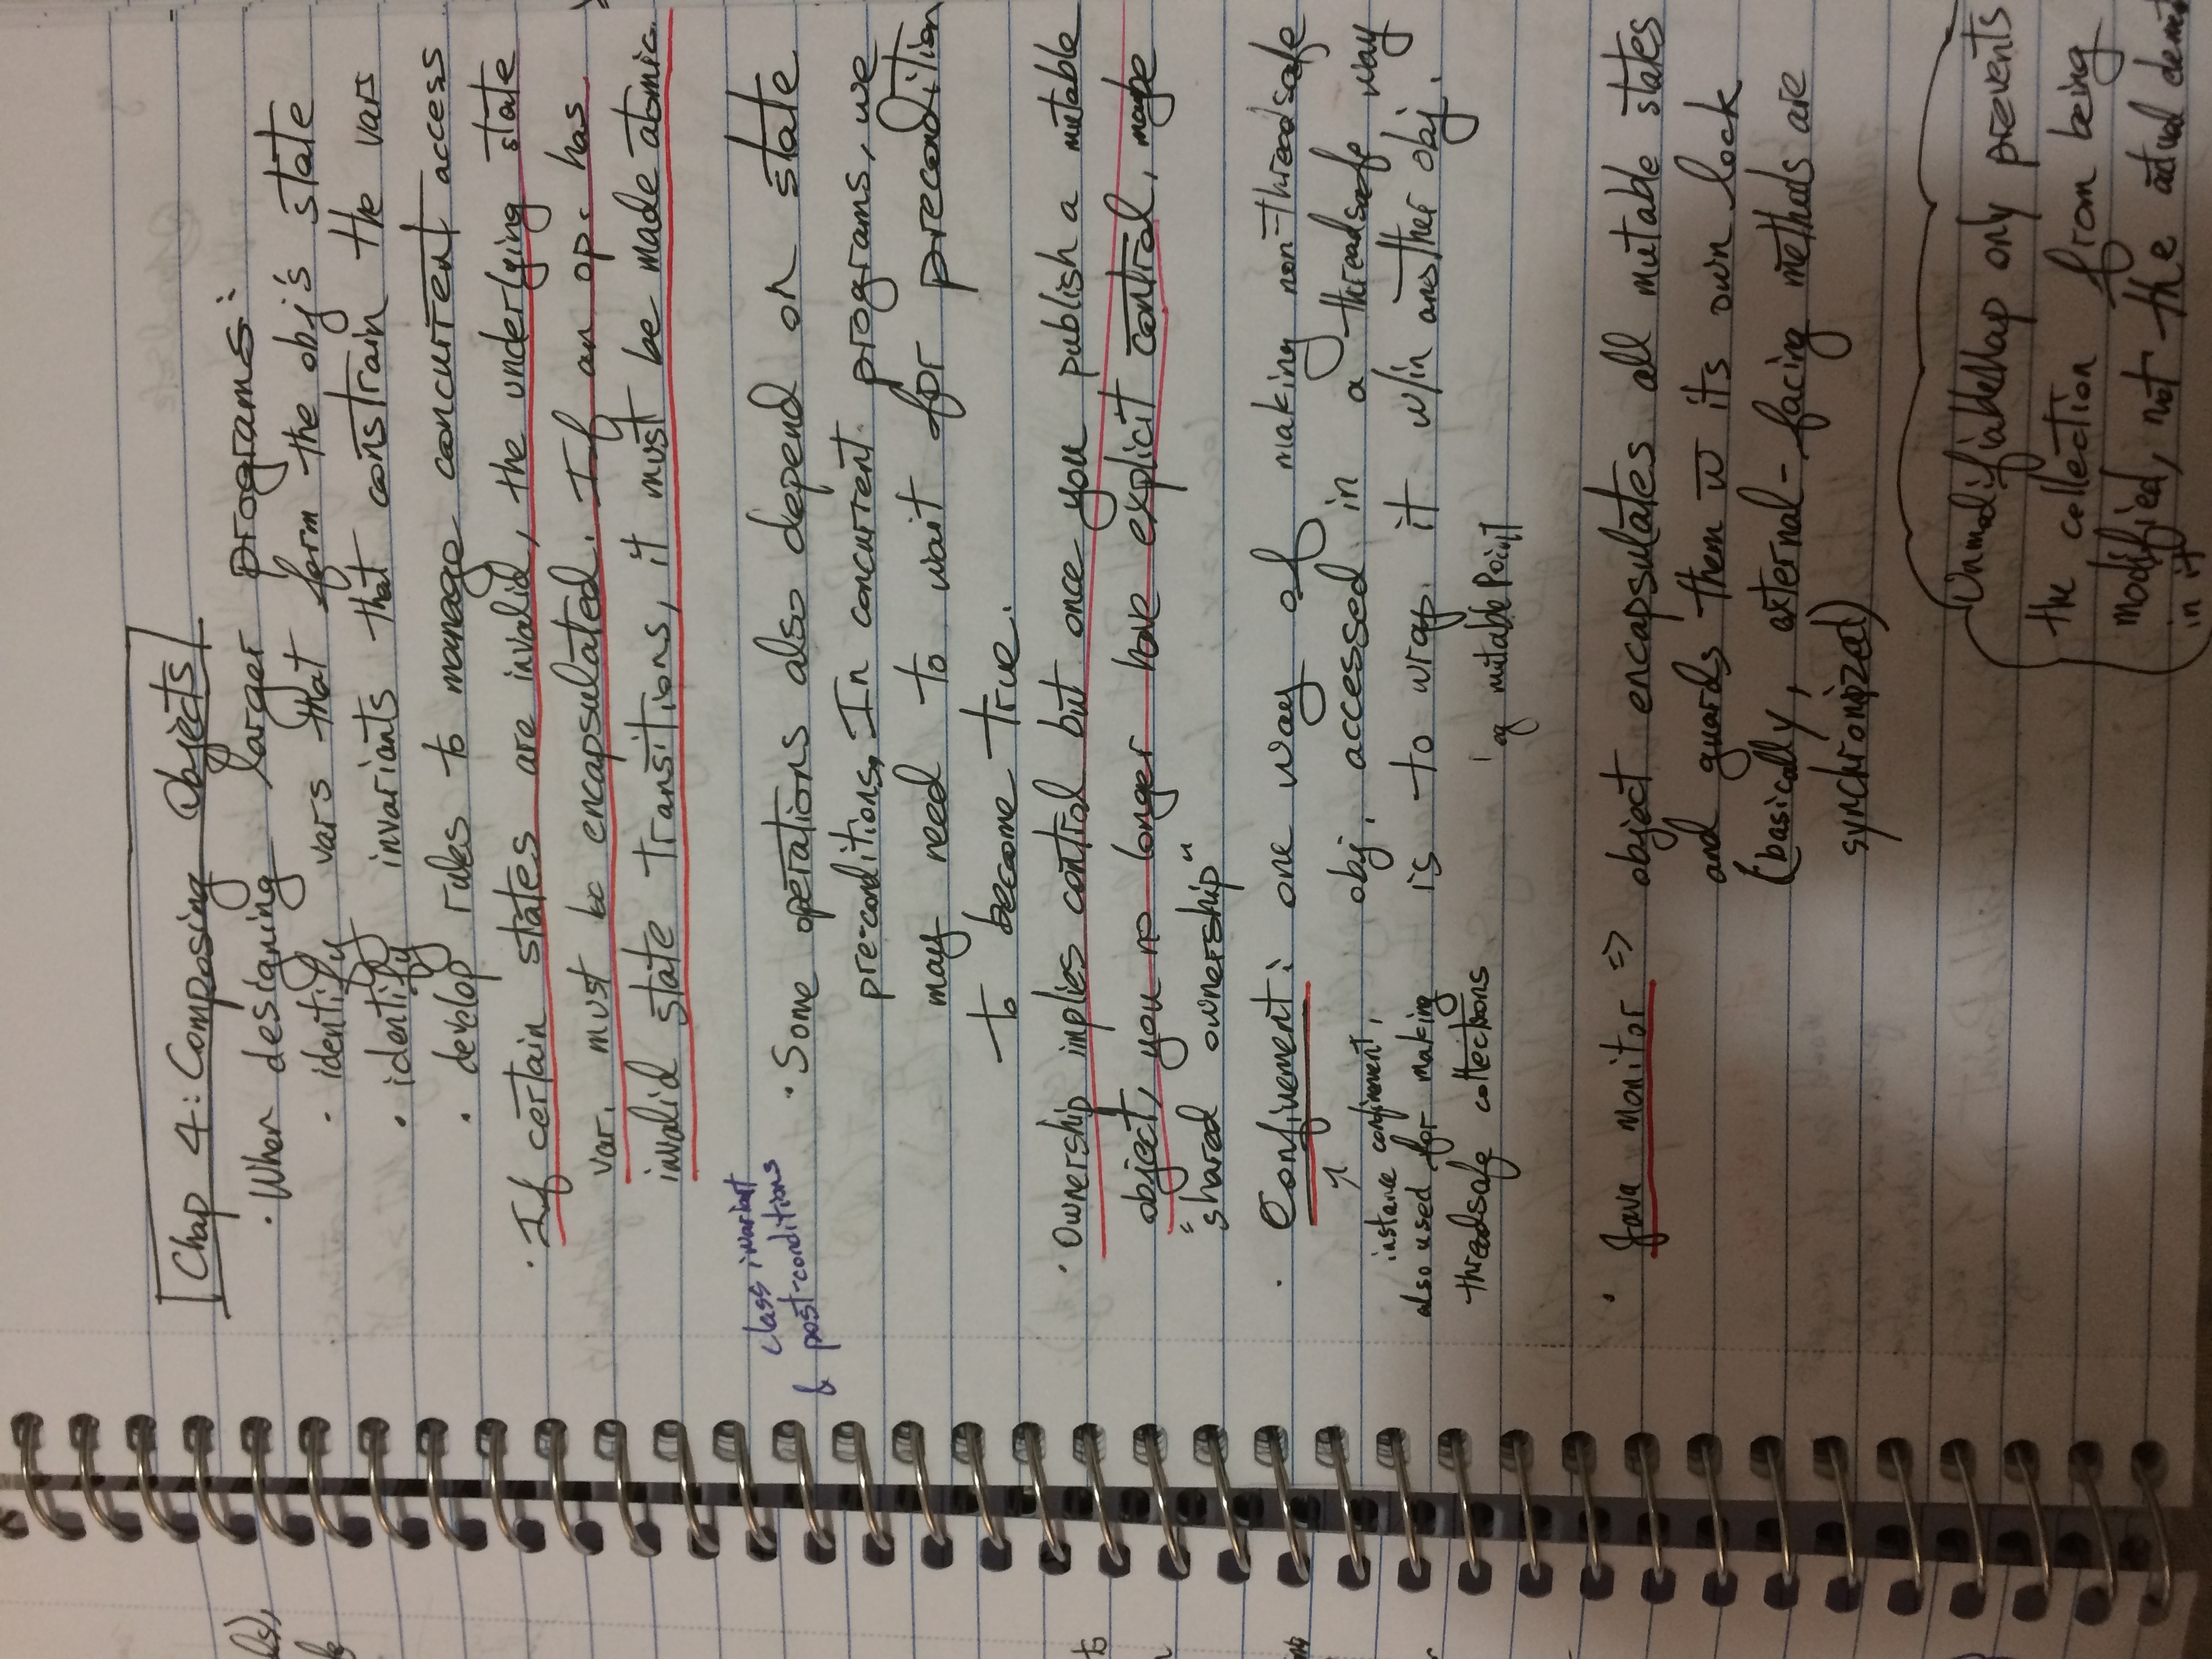 Chap 4: Composing Objects
· When designing larger programs:
· identify vars that form the obj's state
· identify invariants that constrain the vars
· develop rules to manage concurrent access
· If certain states are invalid, the underlying state
var. must be encapsulated. If an op. has
invalid state transitions, it must be made atomic.
class invariant
& post-conditions
· Some operations also depend on state
pre-conditions. In concurrent programs, we
may need to wait for precondition
to become true.
· Ownership implies control but once you publish a mutable
object, you no longer have explicit control, maybe
"shared ownership"
· Confinement: one way of making non-threadsafe
obj. accessed in a threadsafe way
is to wrap it w/in another obj.
↗
instance confinement,
also used for making
threadsafe collections
eg mutablePoint
· Java monitor => object encapsulates all mutable states
and guards them w its own lock
(basically, external-facing methods are
synchronized)
UnmodifiableMap only prevents
the collection from being
modified, not the actual
in it